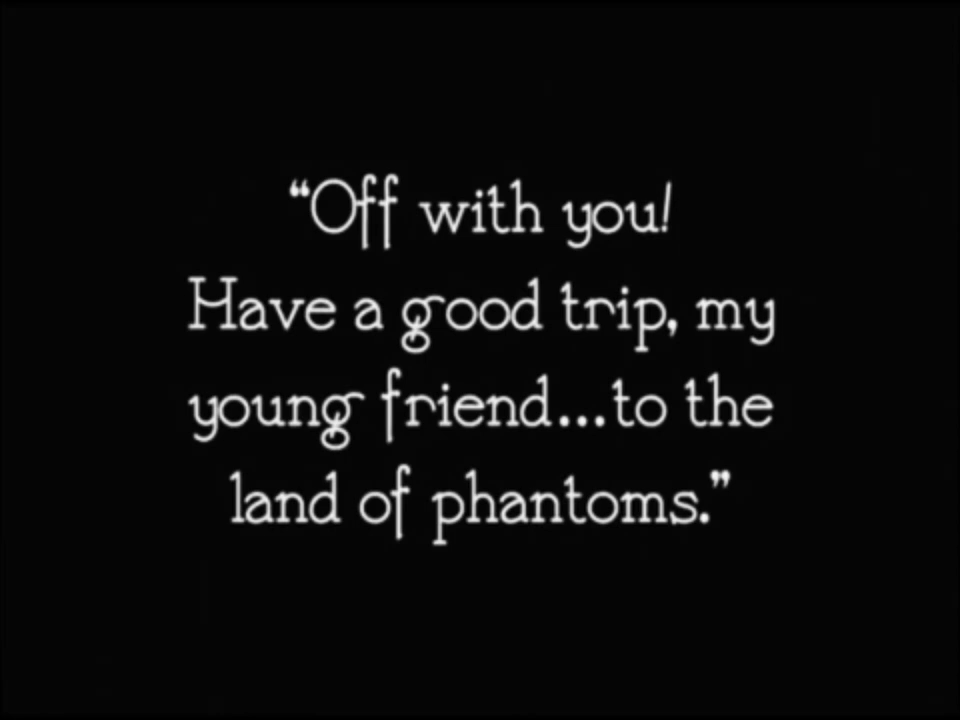 “Off with you!
Have a good trip, my
young friend...to the
land of phantoms.”